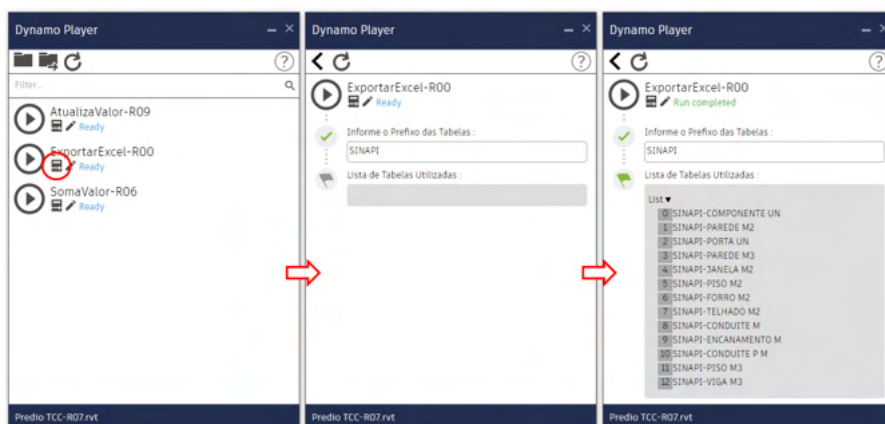 Dynamo Player
Filter...
AtualizaValor-R09
Ready
ExportarExcel-R00
Ready
SomaValor-R06
Ready
Predio TCC-R07.rvt
Dynamo Player
ExportarExcel-R00
Ready
Informe o Prefixo das Tabelas :
SINAPI
Lista de Tabelas Utilizadas :
Predio TCC-R07.rvt
Dynamo Player
ExportarExcel-R00
Run completed
Informe o Prefixo das Tabelas :
SINAPI
Lista de Tabelas Utilizadas :
List
0 SINAPI-COMPONENTE UN
1 SINAPI-PAREDE M2
2 SINAPI-PORTA UN
3 SINAPI-PAREDE M3
4 SINAPI-JANELA M2
5 SINAPI-PISO M2
6 SINAPI-FORRO M2
7 SINAPI-TELHADO M2
8 SINAPI-CONDUITE M
9 SINAPI-ENCANAMENTO M
10 SINAPI-CONDUITE P M
11 SINAPI-PISO M3
12 SINAPI-VIGA M3
Predio TCC-R07.rvt